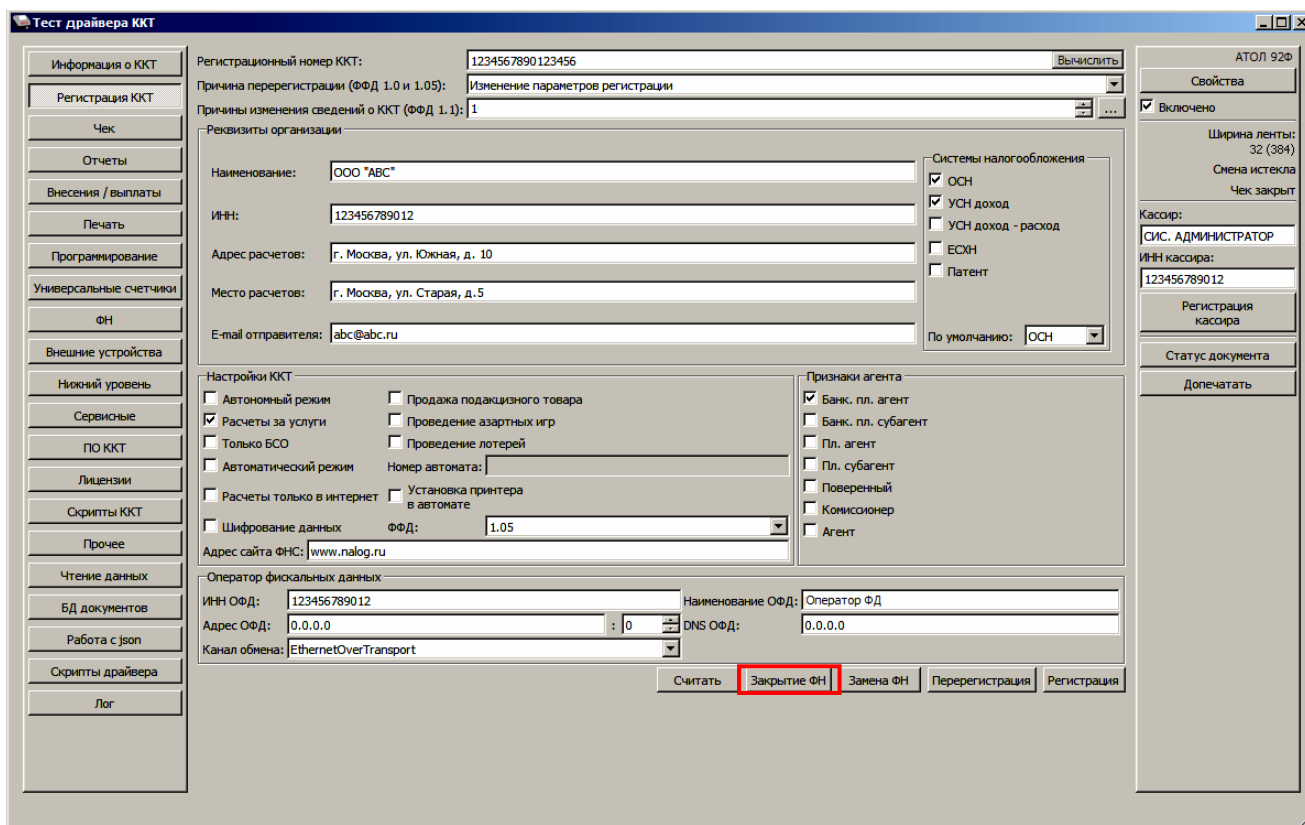 Тест драйвера ККТ
Информация о ККТ
Регистрация ККТ
Чек
Отчеты
Внесения / выплаты
Печать
Программирование
Универсальные счетчики
ФН
Внешние устройства
Нижний уровень
Сервисные
ПО ККТ
Лицензии
Скрипты ККТ
Прочее
Чтение данных
БД документов
Работа с json
Скрипты драйвера
Лог
Регистрационный номер ККТ: 1234567890123456 Вычислить
Причина перерегистрации (ФФД 1.0 и 1.05): Изменение параметров регистрации
Причины изменения сведений о ККТ (ФФД 1.1): 1 ...
Реквизиты организации
Наименование: ООО "АВС"
ИНН: 123456789012
Адрес расчетов: г. Москва, ул. Южная, д. 10
Место расчетов: г. Москва, ул. Старая, д.5
E-mail отправителя: abc@abc.ru
Системы налогообложения
ОСН
УСН доход
УСН доход - расход
ЕСХН
Патент
По умолчанию: ОСН
Настройки ККТ
Автономный режим Продажа подакцизного товара
Расчеты за услуги Проведение азартных игр
Только БСО Проведение лотерей
Автоматический режим Номер автомата:
Расчеты только в интернет Установка принтера
в автомате
Шифрование данных ФФД: 1.05
Адрес сайта ФНС: www.nalog.ru
Признаки агента
Банк. пл. агент
Банк. пл. субагент
Пл. агент
Пл. субагент
Поверенный
Комиссионер
Агент
Оператор фискальных данных
ИНН ОФД: 123456789012 Наименование ОФД: Оператор ФД
Адрес ОФД: 0.0.0.0 : 0 DNS ОФД: 0.0.0.0
Канал обмена: EthernetOverTransport
Считать Закрытие ФН Замена ФН Перерегистрация Регистрация
АТОЛ 92Ф
Свойства
Включено
Ширина ленты:
32 (384)
Смена истекла
Чек закрыт
Кассир:
СИС. АДМИНИСТРАТОР
ИНН кассира:
123456789012
Регистрация
кассира
Статус документа
Допечатать